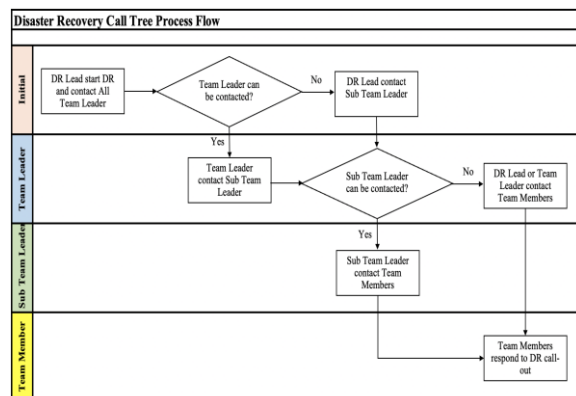 Disaster Recovery Call Tree Process Flow
Initial
DR Lead start DR
and contact All
Team Leader
Team Leader can
be contacted?
No
DR Lead contact
Sub Team Leader
Yes
Team Leader
Team Leader
contact Sub Team
Leader
Sub Team Leader
can be contacted?
No
DR Lead or Team
Leader contact
Team Members
Yes
Sub Team Leader
Sub Team Leader
contact Team
Members
Team Member
Team Members
respond to DR call-
out